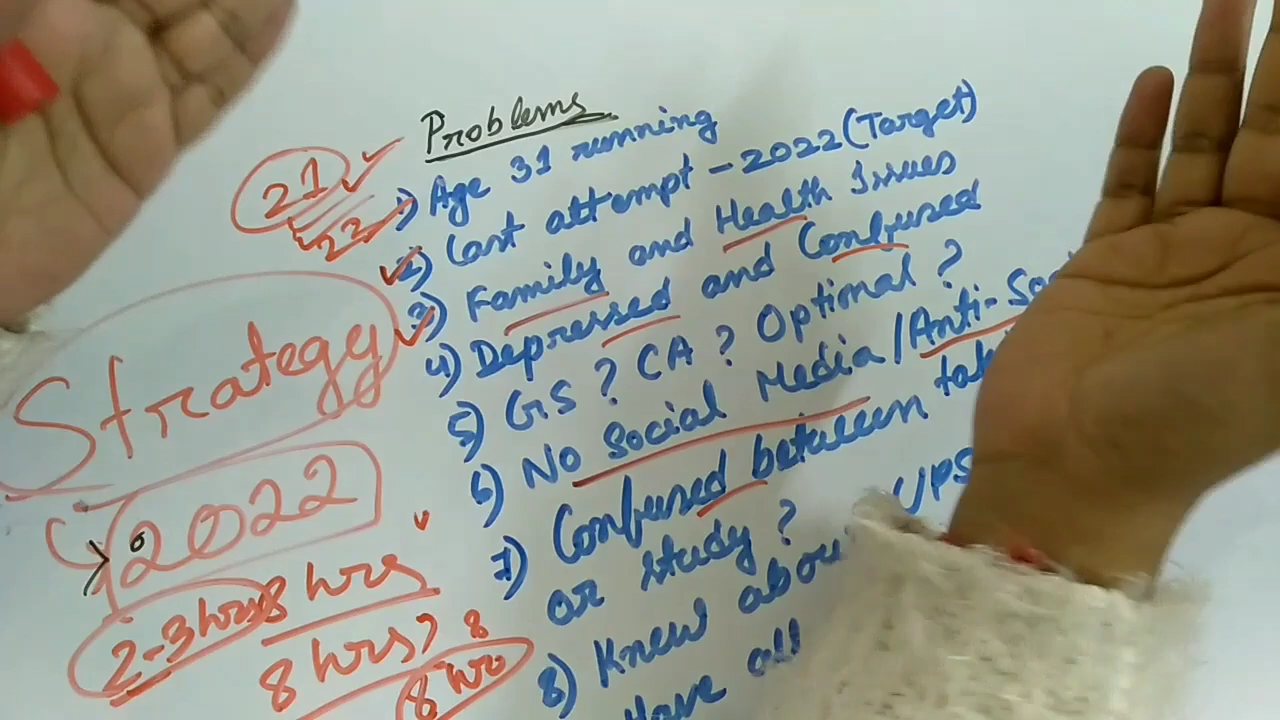 Problems
1) Age 31 running
2) Last attempt - 2022 (Target)
3) Family and Health Issues
4) Depressed and Confused
5) GS ? CA ? Optional ?
6) No Social Media / Anti-
7) Confused between
or study ?
8) Knew about UPS
Have all
21
22
Strategy
2022
2-3 hrs
8 hrs
8 hrs?
8
8 hrs